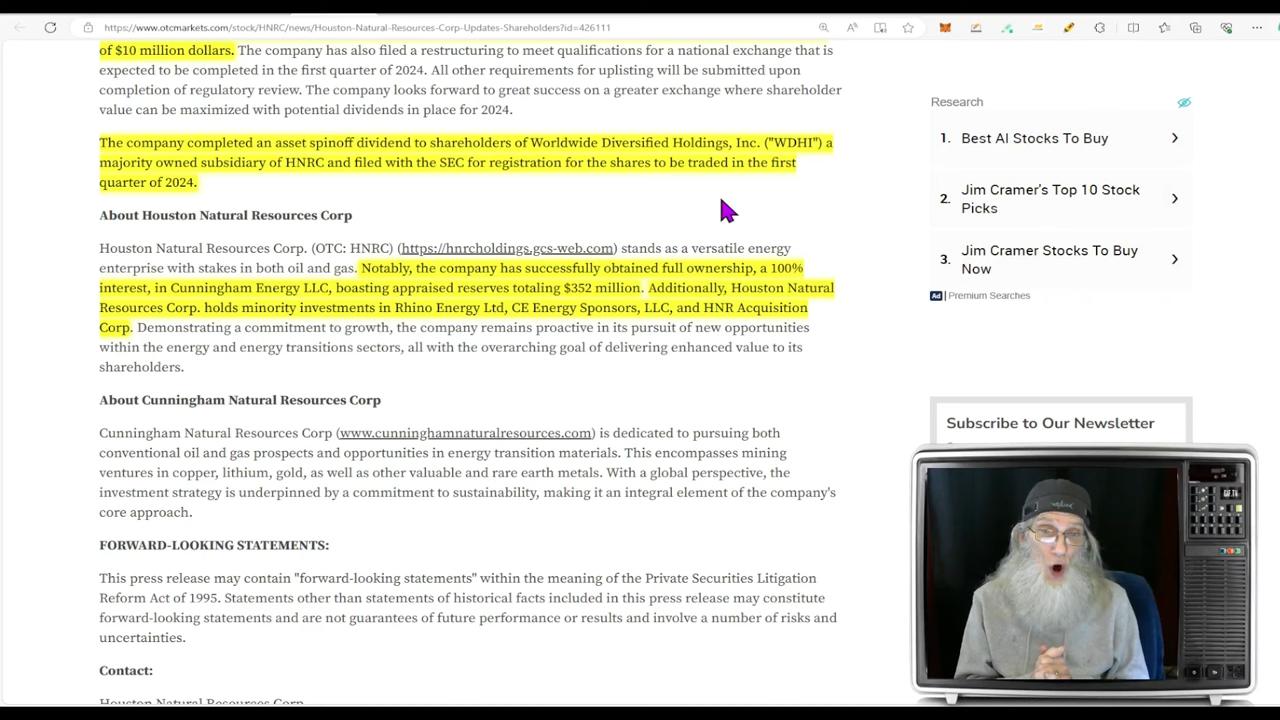 https://www.otcmarkets.com/stock/HNRC/news/Houston-Natural-Resources-Corp-Updates-Shareholders?id=426111
of $10 million dollars. The company has also filed a restructuring to meet qualifications for a national exchange that is
expected to be completed in the first quarter of 2024. All other requirements for uplisting will be submitted upon
completion of regulatory review. The company looks forward to great success on a greater exchange where shareholder
value can be maximized with potential dividends in place for 2024.
The company completed an asset spinoff dividend to shareholders of Worldwide Diversified Holdings, Inc. ("WDHI") a
majority owned subsidiary of HNRC and filed with the SEC for registration for the shares to be traded in the first
quarter of 2024.
About Houston Natural Resources Corp
Houston Natural Resources Corp. (OTC: HNRC) (https://hnrcholdings.gcs-web.com) stands as a versatile energy
enterprise with stakes in both oil and gas. Notably, the company has successfully obtained full ownership, a 100%
interest, in Cunningham Energy LLC, boasting appraised reserves totaling $352 million. Additionally, Houston Natural
Resources Corp. holds minority investments in Rhino Energy Ltd, CE Energy Sponsors, LLC, and HNR Acquisition
Corp. Demonstrating a commitment to growth, the company remains proactive in its pursuit of new opportunities
within the energy and energy transitions sectors, all with the overarching goal of delivering enhanced value to its
shareholders.
About Cunningham Natural Resources Corp
Cunningham Natural Resources Corp (www.cunninghamnaturalresources.com) is dedicated to pursuing both
conventional oil and gas prospects and opportunities in energy transition materials. This encompasses mining
ventures in copper, lithium, gold, as well as other valuable and rare earth metals. With a global perspective, the
investment strategy is underpinned by a commitment to sustainability, making it an integral element of the company's
core approach.
FORWARD-LOOKING STATEMENTS:
This press release may contain "forward-looking statements" within the meaning of the Private Securities Litigation
Reform Act of 1995. Statements other than statements of historical facts included in this press release may constitute
forward-looking statements and are not guarantees of future performance or results and involve a number of risks and
uncertainties.
Contact:
Houston Natural Resources Corp
Research
1. Best AI Stocks To Buy
2. Jim Cramer's Top 10 Stock
Picks
3. Jim Cramer Stocks To Buy
Now
Ad | Premium Searches
Subscribe to Our Newsletter